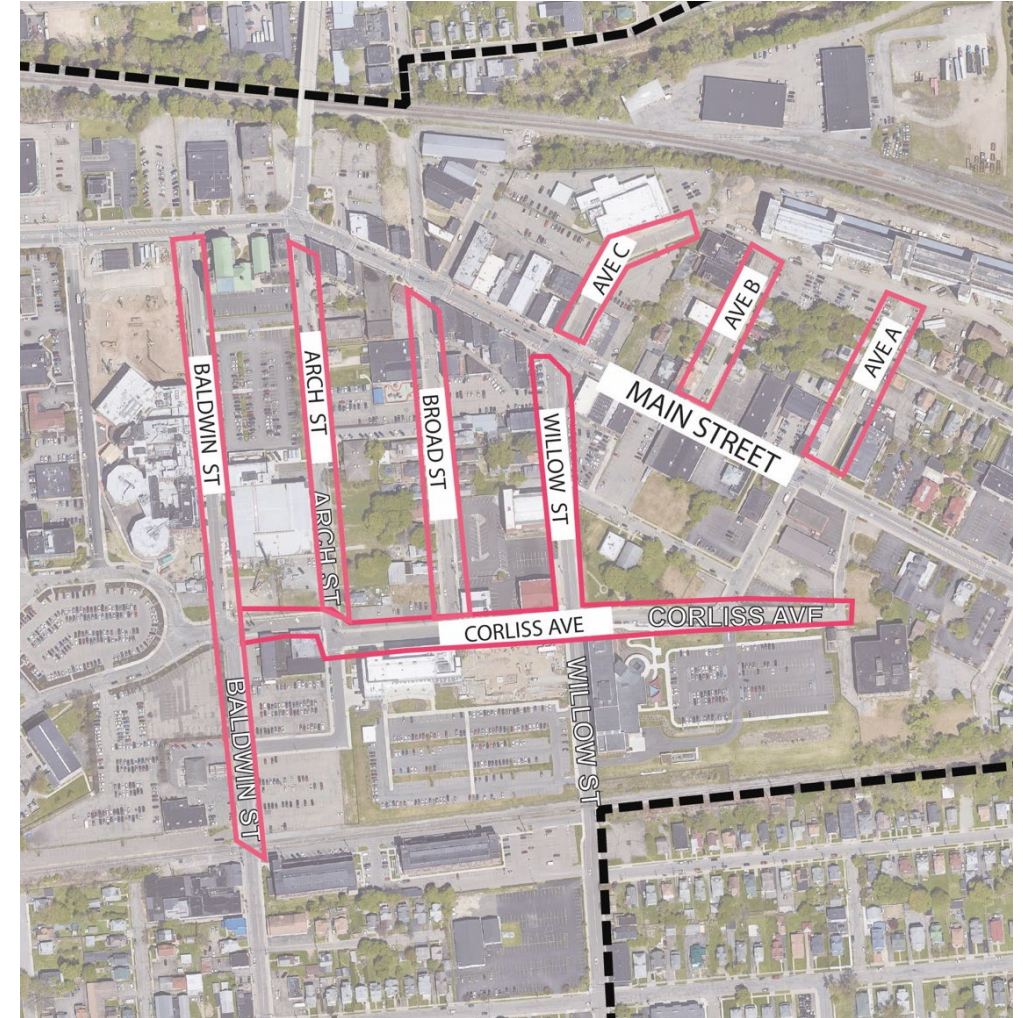 AVE C
AVE B
AVE A
BALDWIN ST
ARCH ST
BROAD ST
WILLOW ST
MAIN STREET
ARCH ST
CORLISS AVE
CORLISS AVE
BALDWIN ST
WILLOW ST